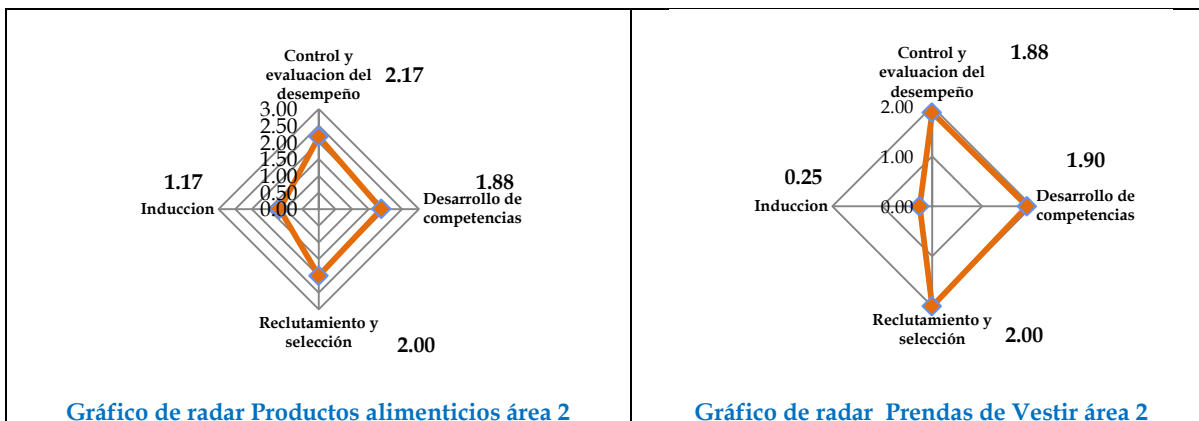 Control y
evaluacion del
desempeño
2.17
3.00
2.50
2.00
1.50
1.00
0.50
0.00
1.17
Induccion
1.88
Desarrollo de
competencias
Reclutamiento y
selección
2.00
Gráfico de radar Productos alimenticios área 2
Control y
evaluacion del
desempeño
1.88
2.00
1.00
0.00
0.25
Induccion
1.90
Desarrollo de
competencias
Reclutamiento y
selección
2.00
Gráfico de radar  Prendas de Vestir área 2